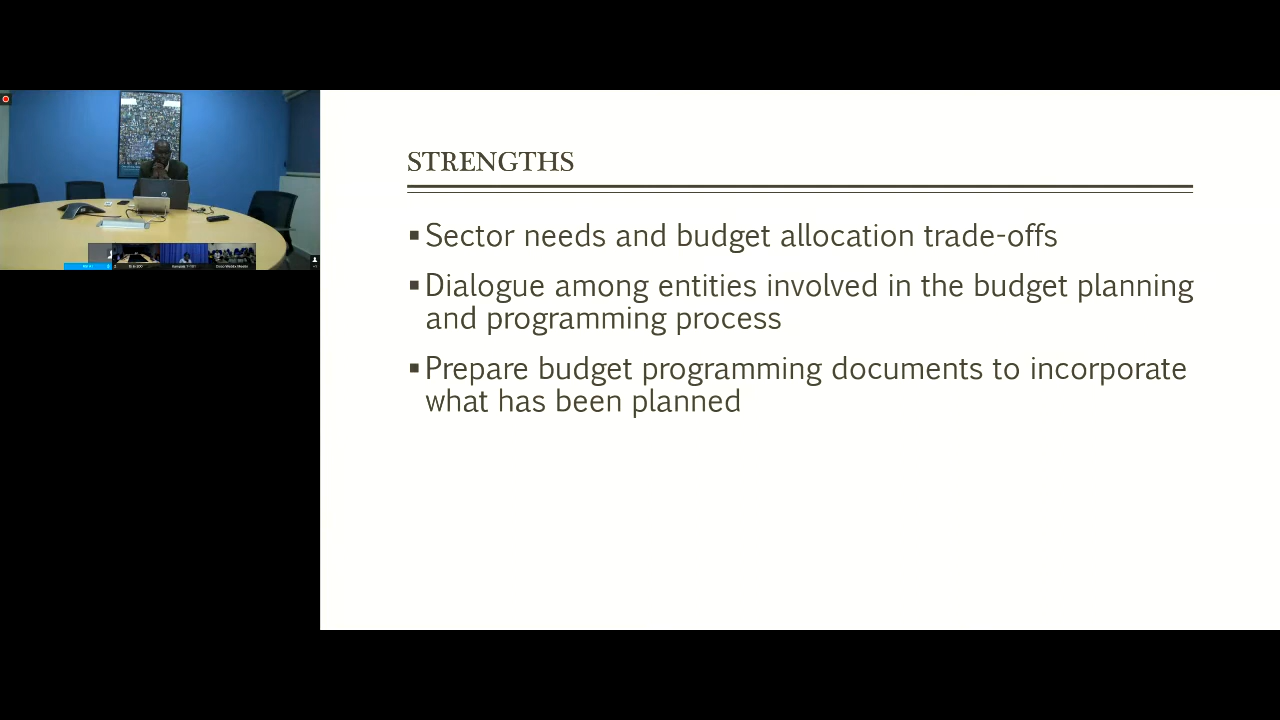 STRENGTHS
▪ Sector needs and budget allocation trade-offs
▪ Dialogue among entities involved in the budget planning
and programming process
▪ Prepare budget programming documents to incorporate
what has been planned